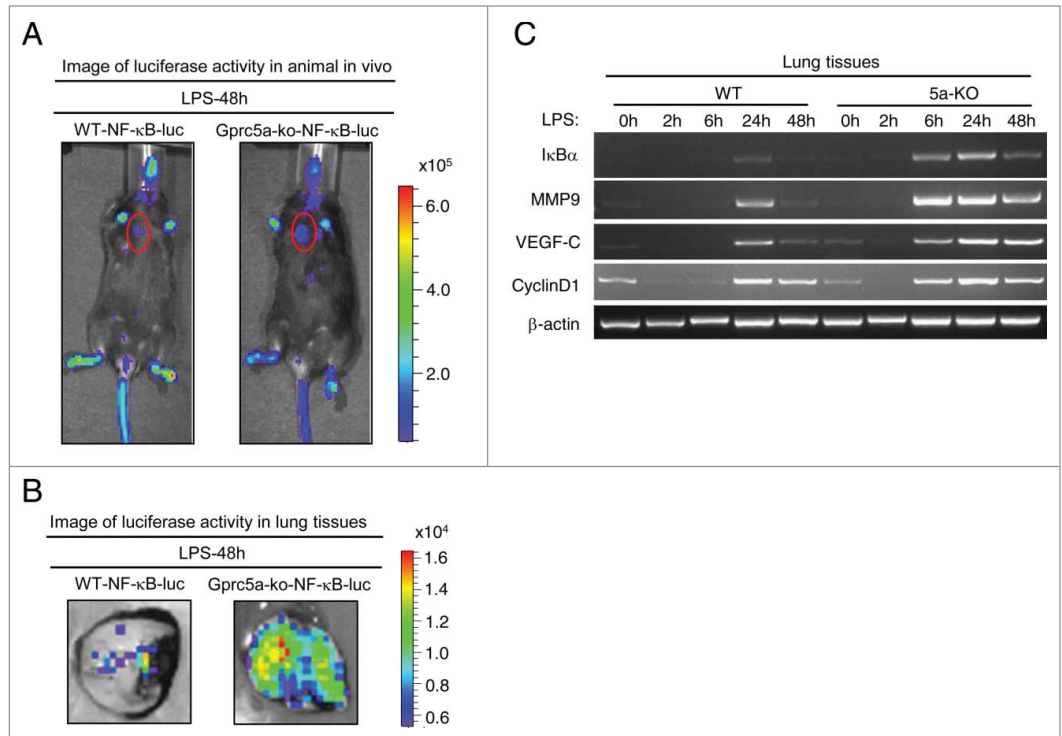 A
Image of luciferase activity in animal in vivo
LPS-48h
WT-NF-κB-luc Gprc5a-ko-NF-κB-luc
x10⁵
6.0
4.0
2.0
B
Image of luciferase activity in lung tissues
LPS-48h
WT-NF-κB-luc Gprc5a-ko-NF-κB-luc
x10⁴
1.6
1.4
1.2
1.0
0.8
0.6
C
Lung tissues
WT 5a-KO
LPS: 0h 2h 6h 24h 48h 0h 2h 6h 24h 48h
IκBα
MMP9
VEGF-C
CyclinD1
β-actin